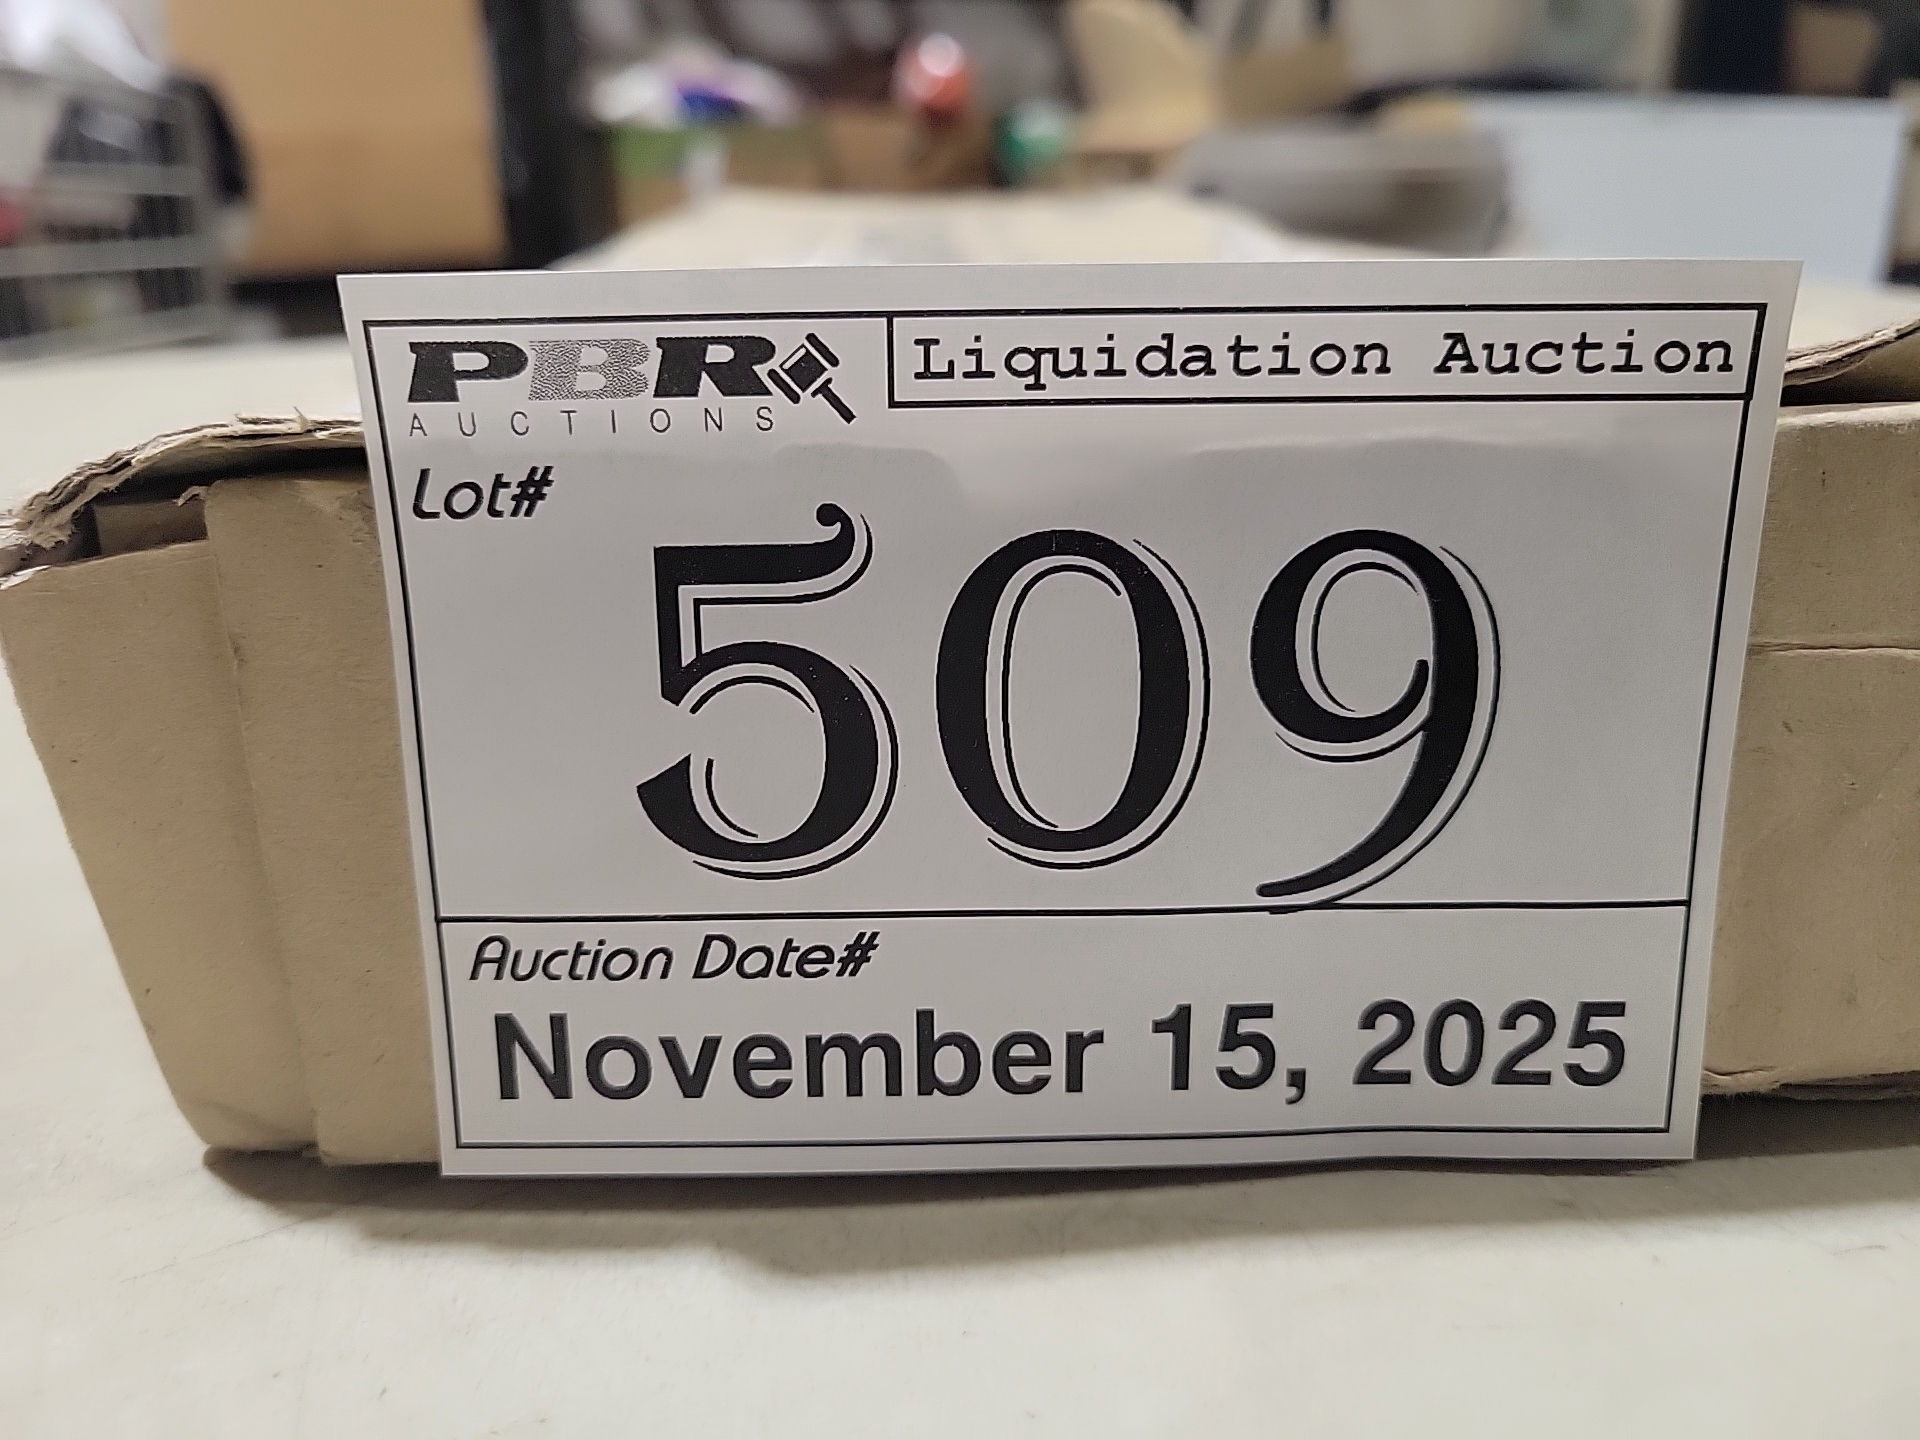 PBR
AUCTIONS
Liquidation Auction
Lot#
509
Auction Date#
November 15, 2025